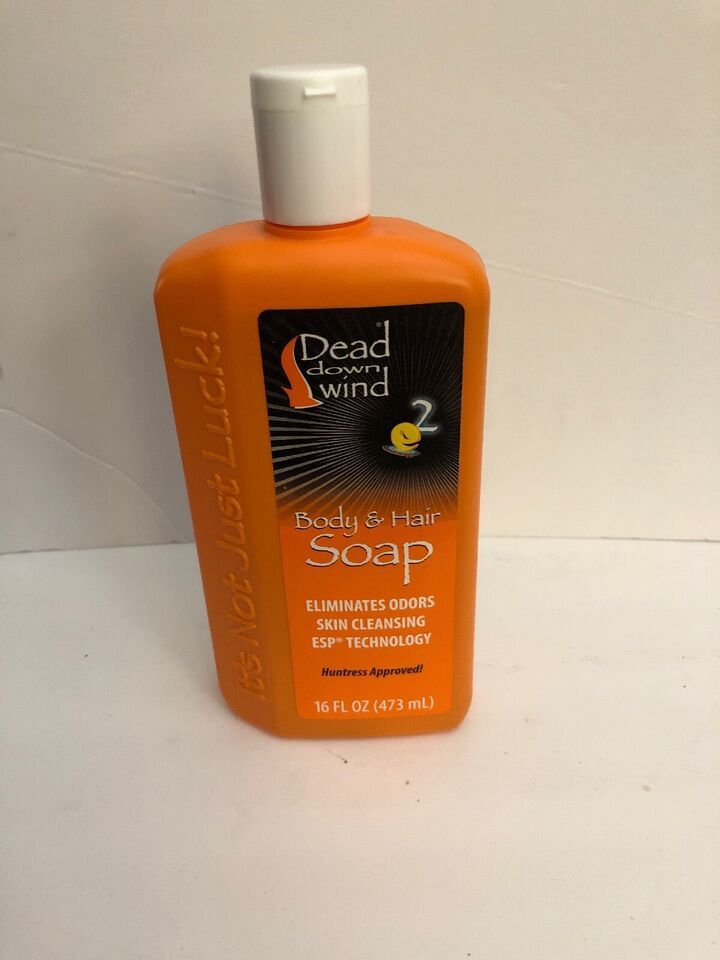 It's Not Just Luck!
Dead
down
wind
e2
Body & Hair
Soap
ELIMINATES ODORS
SKIN CLEANSING
ESP® TECHNOLOGY
Huntress Approved!
16 FL OZ (473 mL)